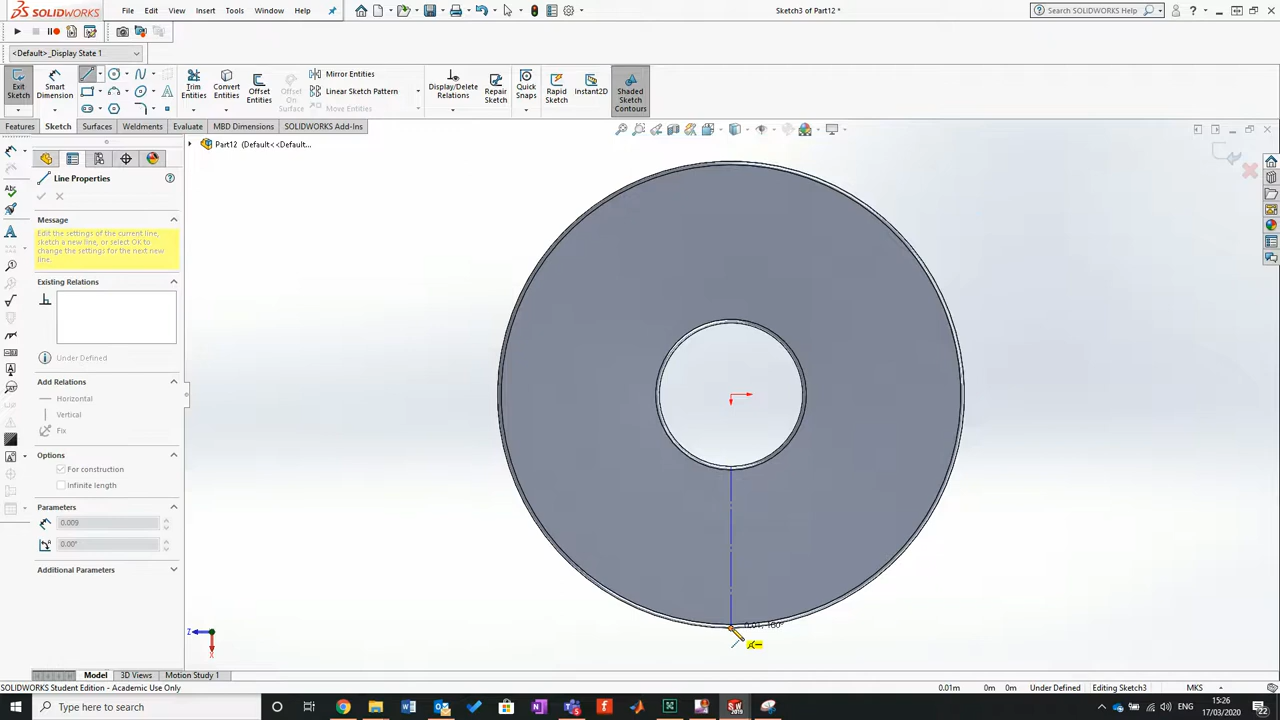 SOLIDWORKS
File Edit View Insert Tools Window Help
Sketch3 of Part12 *
Search SOLIDWORKS Help
<Default>_Display State 1
Exit Sketch
Smart Dimension
Trim Entities
Convert Entities
Offset Entities
Offset On Surface
Mirror Entities
Linear Sketch Pattern
Move Entities
Display/Delete Relations
Repair Sketch
Quick Snaps
Rapid Sketch
Instant2D
Shaded Sketch Contours
Features Sketch Surfaces Weldments Evaluate MBD Dimensions SOLIDWORKS Add-Ins
Part12 (Default<<Default...
Line Properties
Message
Edit the settings of the current line, sketch a new line, or select OK to change the settings for the next new line.
Existing Relations
Under Defined
Add Relations
Horizontal
Vertical
Fix
Options
For construction
Infinite length
Parameters
0.009
0.00°
Additional Parameters
Z
Model 3D Views Motion Study 1
SOLIDWORKS Student Edition - Academic Use Only
0.01m 0m 0m Under Defined Editing Sketch3 MKS
Type here to search
ENG
15:26
17/03/2020